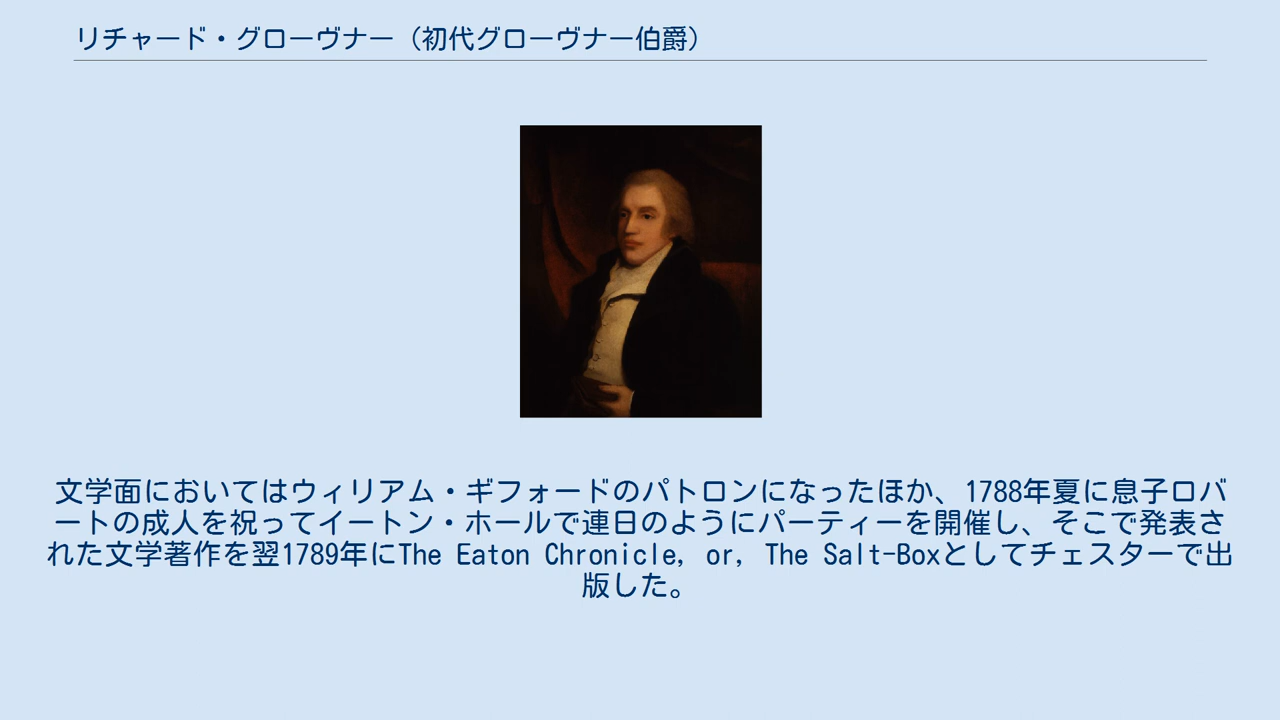 リチャード・グローヴナー（初代グローヴナー伯爵）
文学面においてはウィリアム・ギフォードのパトロンになったほか、1788年夏に息子ロバ
ートの成人を祝ってイートン・ホールで連日のようにパーティーを開催し、そこで発表さ
れた文学著作を翌1789年にThe Eaton Chronicle, or, The Salt-Boxとしてチェスターで出
版した。